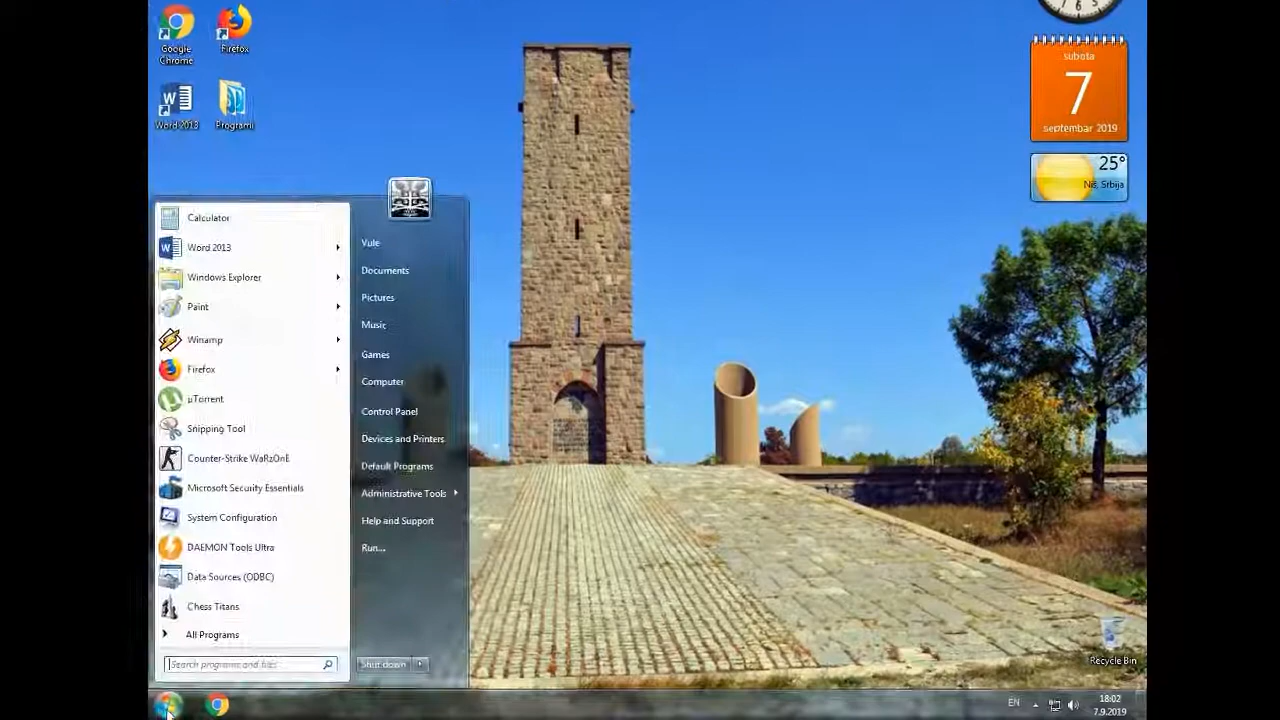 Google
Chrome
Firefox
Word 2013
Programi
subota
7
septembar 2019
25°
Niš, Srbija
Calculator
Word 2013
Windows Explorer
Paint
Winamp
Firefox
µTorrent
Snipping Tool
Counter-Strike WaRzOnE
Microsoft Security Essentials
System Configuration
DAEMON Tools Ultra
Data Sources (ODBC)
Chess Titans
All Programs
Search programs and files
Vule
Documents
Pictures
Music
Games
Computer
Control Panel
Devices and Printers
Default Programs
Administrative Tools
Help and Support
Run...
Shut down
Recycle Bin
EN
18:02
7.9.2019